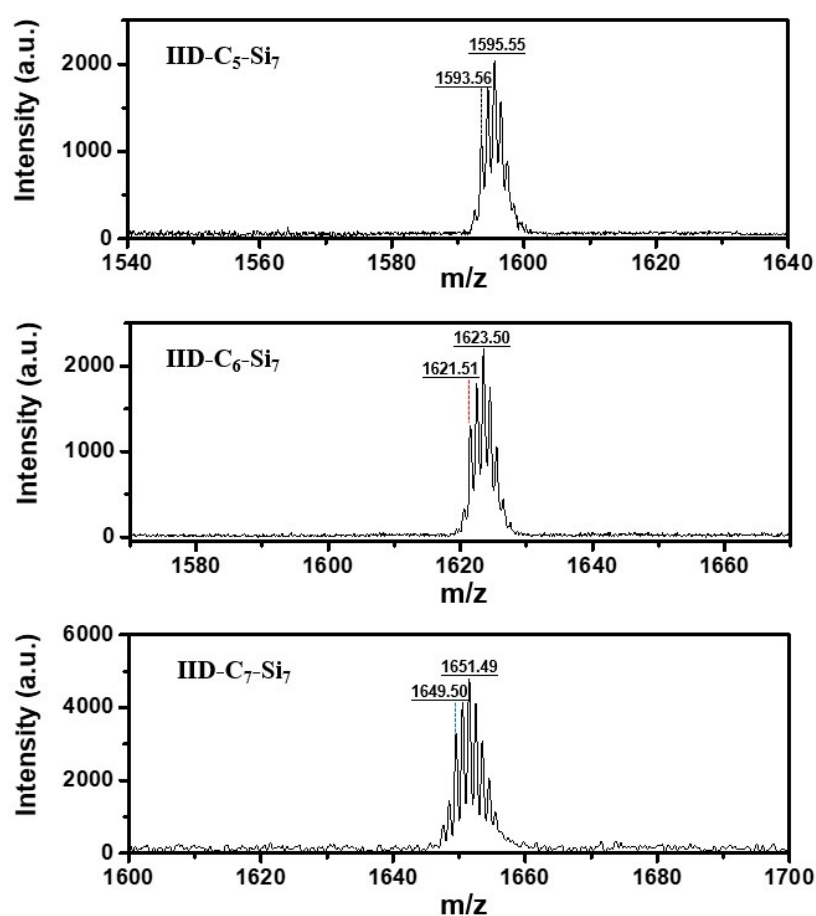 IID-C₅-Si₇
1595.55
1593.56
Intensity (a.u.)
2000
1000
0
1540 1560 1580 1600 1620 1640
m/z
IID-C₆-Si₇
1623.50
1621.51
Intensity (a.u.)
2000
1000
0
1580 1600 1620 1640 1660
m/z
IID-C₇-Si₇
1651.49
1649.50
Intensity (a.u.)
6000
4000
2000
0
1600 1620 1640 1660 1680 1700
m/z